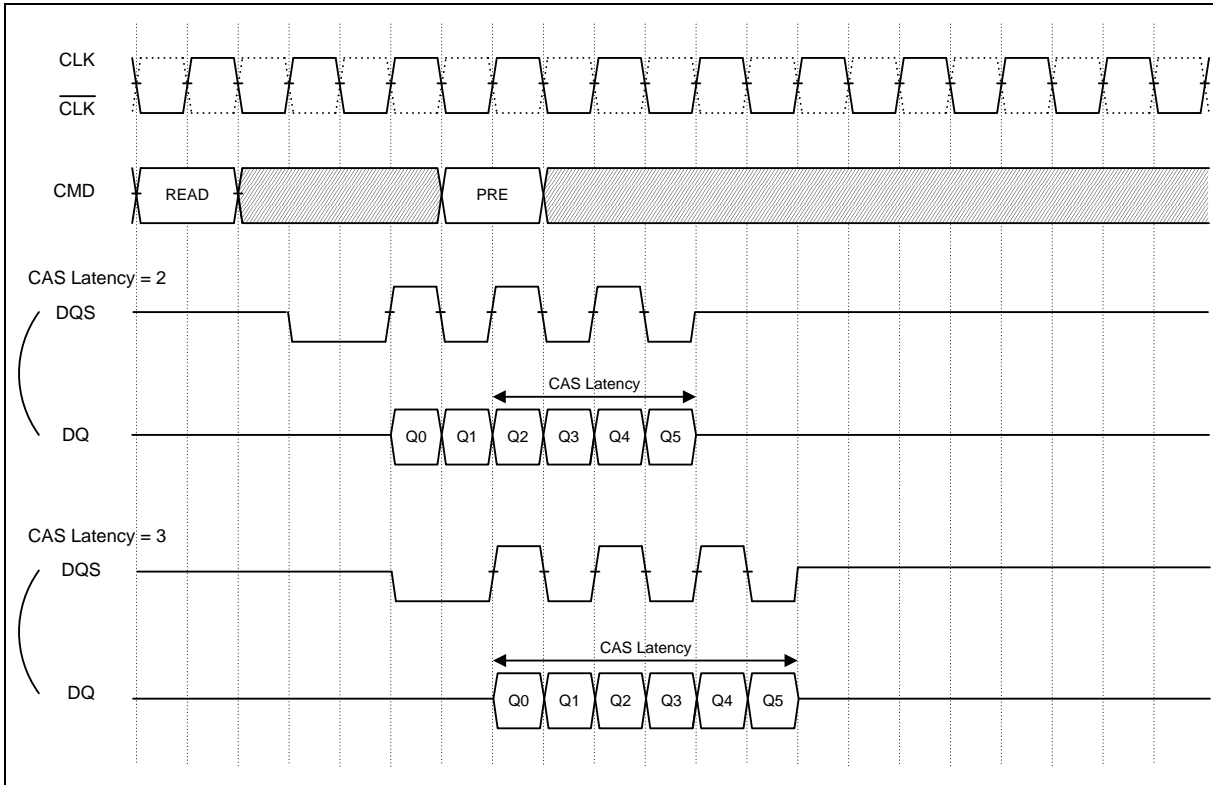 CLK
C̅L̅K̅
CMD
READ
PRE
CAS Latency = 2
DQS
CAS Latency
DQ
Q0 Q1 Q2 Q3 Q4 Q5
CAS Latency = 3
DQS
CAS Latency
DQ
Q0 Q1 Q2 Q3 Q4 Q5